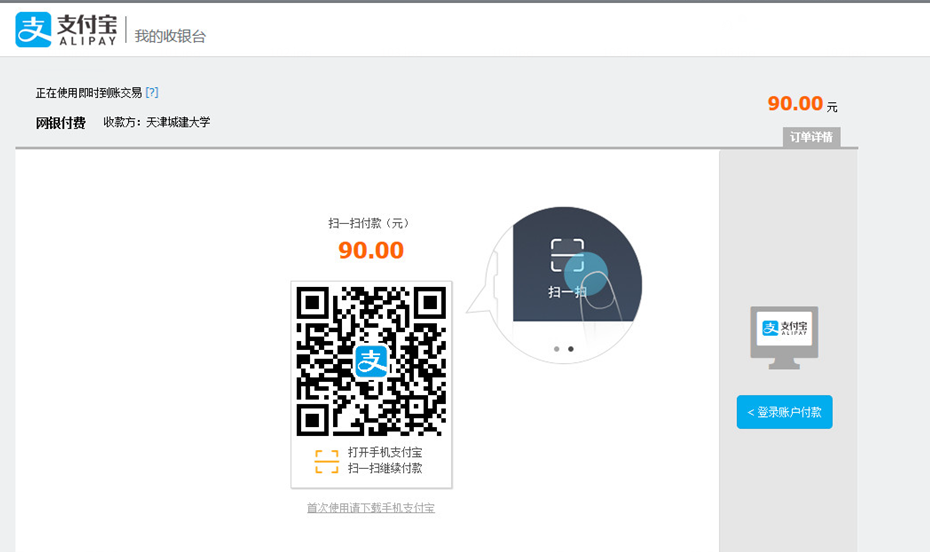 支付宝
ALIPAY
我的收银台
正在使用即时到账交易 [?]
90.00 元
网银付费 收款方：天津城建大学
订单详情
扫一扫付款（元）
90.00
扫一扫
支付宝
ALIPAY
< 登录账户付款
打开手机支付宝
扫一扫继续付款
首次使用请下载手机支付宝